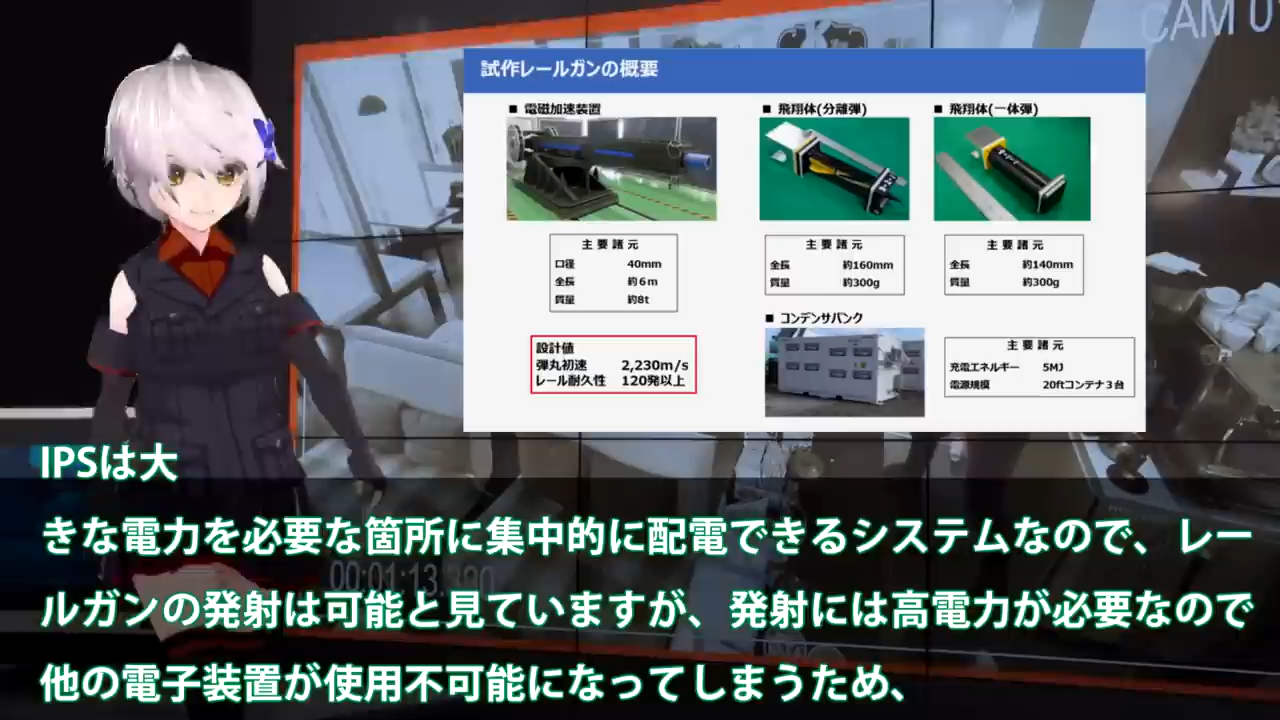 CAM 0
試作レールガンの概要
■ 電磁加速装置
主要諸元
口径 40mm
全長 約6m
質量 約8t
設計値
弾丸初速 2,230m/s
レール耐久性 120発以上
■ 飛翔体(分離弾)
主要諸元
全長 約160mm
質量 約300g
■ 飛翔体(一体弾)
主要諸元
全長 約140mm
質量 約300g
■ コンデンサバンク
主要諸元
充電エネルギー 5MJ
電源規模 20ftコンテナ3台
IPSは大
きな電力を必要な箇所に集中的に配電できるシステムなので、レー
00:01:13.390
ルガンの発射は可能と見ていますが、発射には高電力が必要なので
他の電子装置が使用不可能になってしまうため、